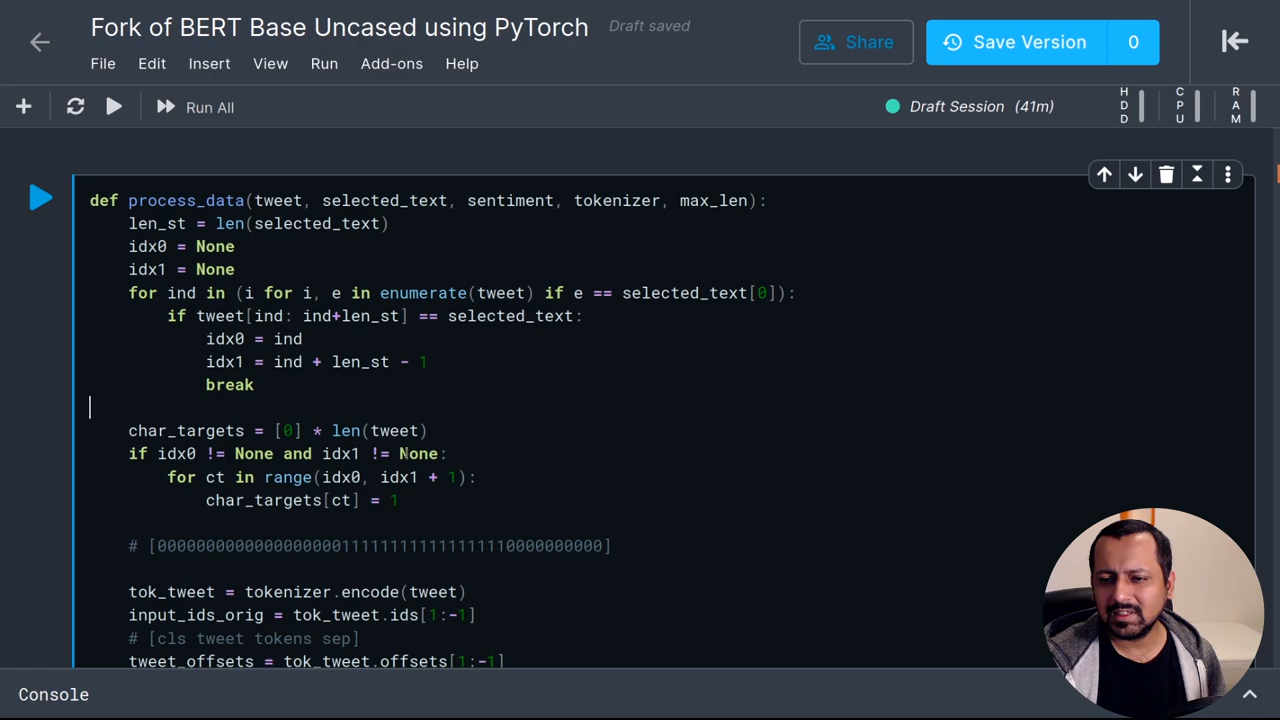 Fork of BERT Base Uncased using PyTorch Draft saved
Share
Save Version 0
File Edit Insert View Run Add-ons Help
Run All
Draft Session (41m)
HDD CPU RAM
def process_data(tweet, selected_text, sentiment, tokenizer, max_len):
    len_st = len(selected_text)
    idx0 = None
    idx1 = None
    for ind in (i for i, e in enumerate(tweet) if e == selected_text[0]):
        if tweet[ind: ind+len_st] == selected_text:
            idx0 = ind
            idx1 = ind + len_st - 1
            break
    char_targets = [0] * len(tweet)
    if idx0 != None and idx1 != None:
        for ct in range(idx0, idx1 + 1):
            char_targets[ct] = 1
    # [0000000000000000000111111111111111110000000000]
    tok_tweet = tokenizer.encode(tweet)
    input_ids_orig = tok_tweet.ids[1:-1]
    # [cls tweet tokens sep]
    tweet_offsets = tok_tweet.offsets[1:-1]
Console